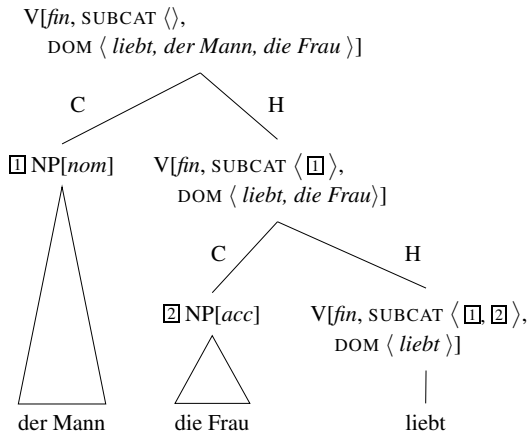 V[fin, SUBCAT ⟨⟩,
DOM ⟨ liebt, der Mann, die Frau ⟩]
C H
1 NP[nom] V[fin, SUBCAT ⟨ 1 ⟩,
DOM ⟨ liebt, die Frau⟩]
C H
2 NP[acc] V[fin, SUBCAT ⟨ 1, 2 ⟩,
DOM ⟨ liebt ⟩]
der Mann die Frau liebt